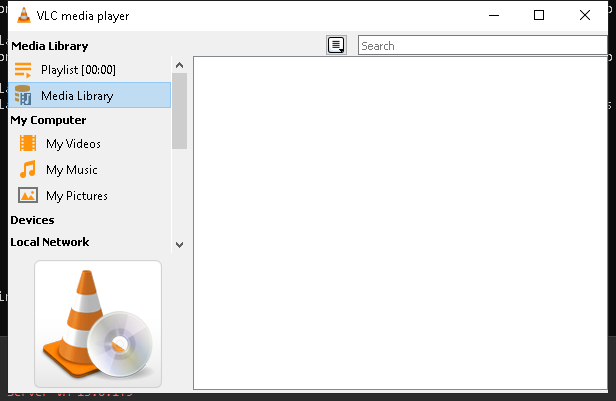 VLC media player
Media Library
Search
Playlist [00:00]
Media Library
My Computer
My Videos
My Music
My Pictures
Devices
Local Network